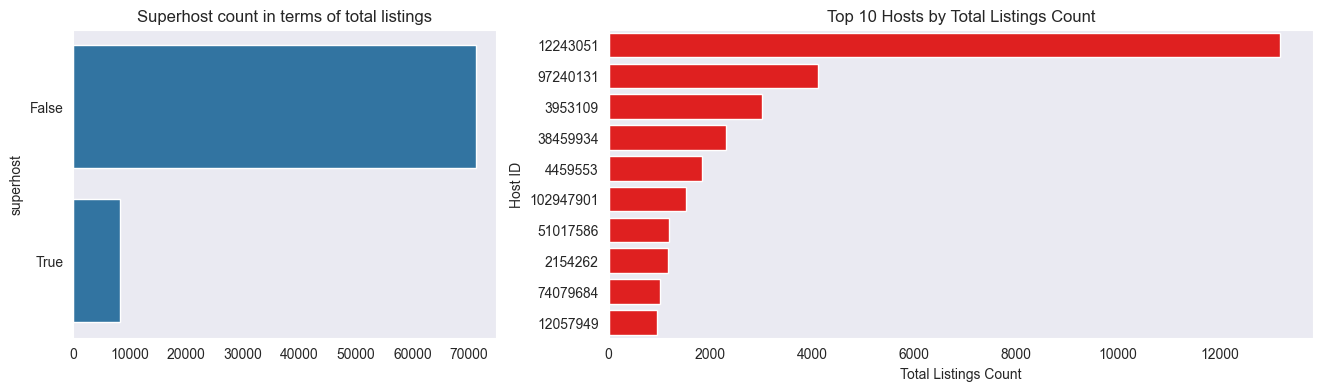 Superhost count in terms of total listings
superhost
False
True
0 10000 20000 30000 40000 50000 60000 70000
Top 10 Hosts by Total Listings Count
Host ID
12243051
97240131
3953109
38459934
4459553
102947901
51017586
2154262
74079684
12057949
0 2000 4000 6000 8000 10000 12000
Total Listings Count